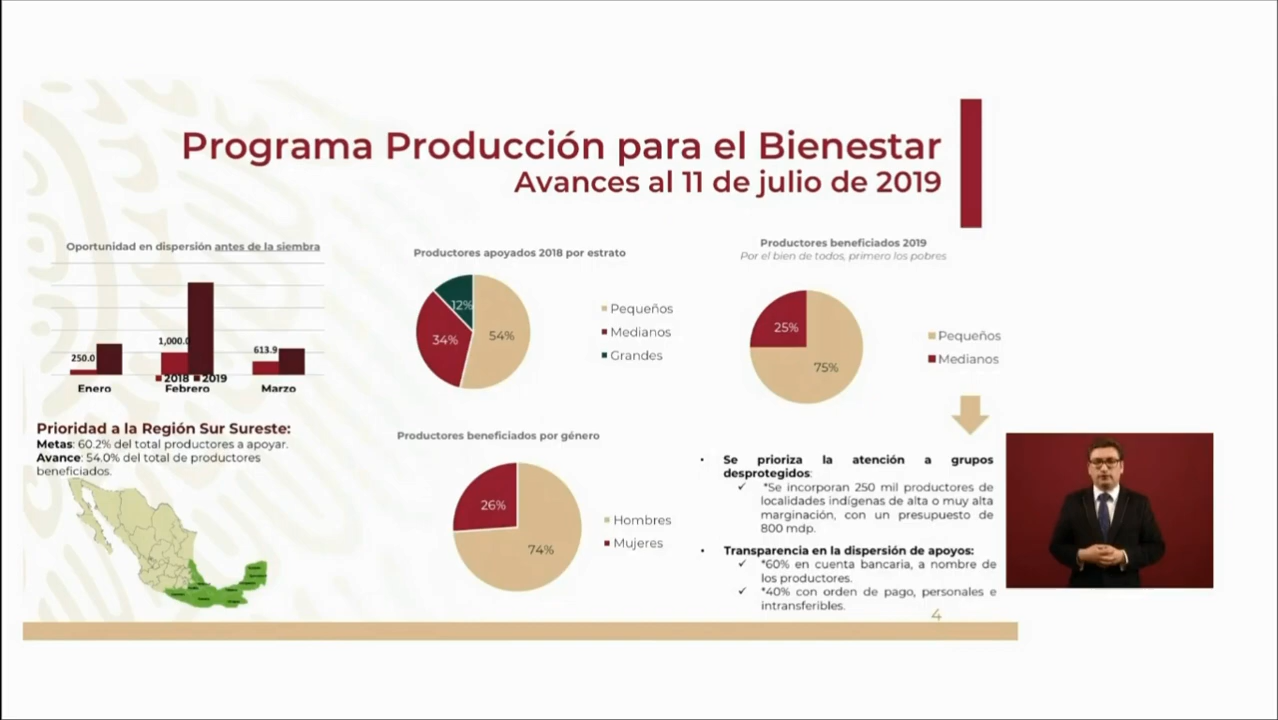 Programa Producción para el Bienestar
Avances al 11 de julio de 2019
Oportunidad en dispersión antes de la siembra
250.0
1,000.0
613.9
2018 2019
Enero Febrero Marzo
Prioridad a la Región Sur Sureste:
Metas: 60.2% del total productores a apoyar.
Avance: 54.0% del total de productores
beneficiados.
Productores apoyados 2018 por estrato
12%
34%
54%
Pequeños
Medianos
Grandes
Productores beneficiados por género
26%
74%
Hombres
Mujeres
Productores beneficiados 2019
Por el bien de todos, primero los pobres
25%
75%
Pequeños
Medianos
• Se prioriza la atención a grupos
desprotegidos:
✓ *Se incorporan 250 mil productores de
localidades indígenas de alta o muy alta
marginación, con un presupuesto de
800 mdp.
• Transparencia en la dispersión de apoyos:
✓ *60% en cuenta bancaria, a nombre de
los productores.
✓ *40% con orden de pago, personales e
intransferibles.
4